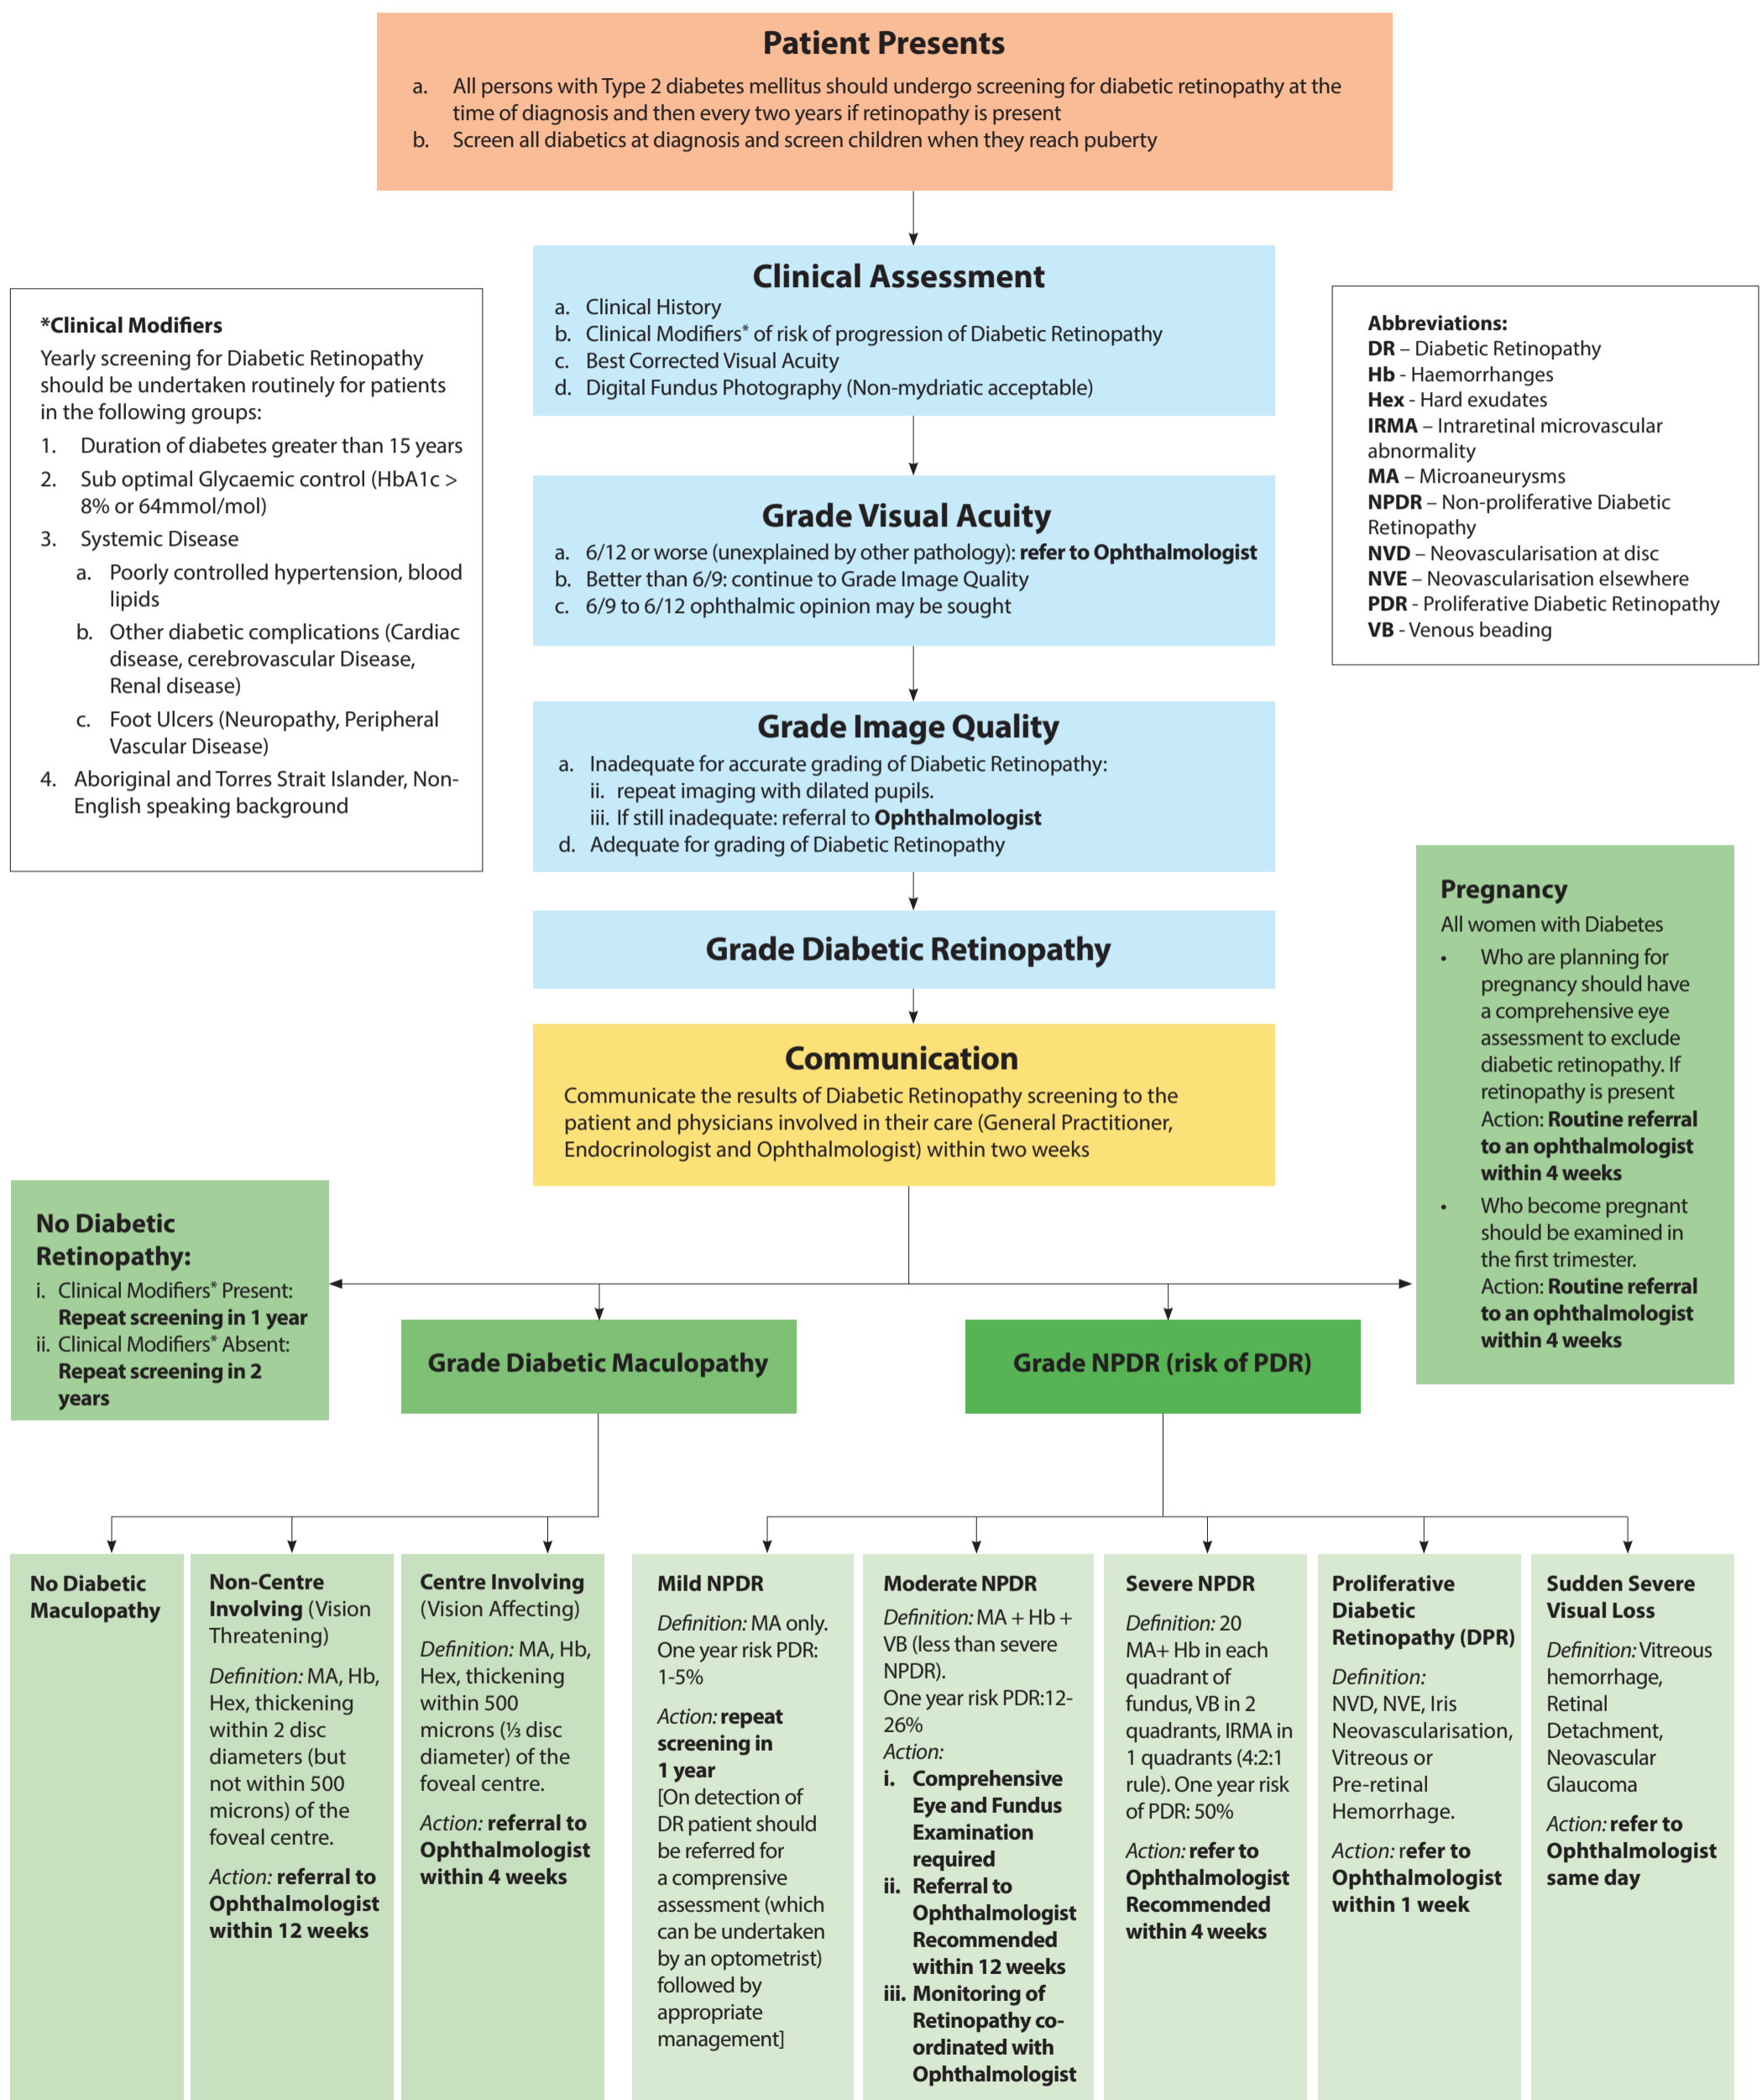 Patient Presents
a. All persons with Type 2 diabetes mellitus should undergo screening for diabetic retinopathy at the
time of diagnosis and then every two years if retinopathy is present
b. Screen all diabetics at diagnosis and screen children when they reach puberty
Clinical Assessment
a. Clinical History
b. Clinical Modifiers* of risk of progression of Diabetic Retinopathy
c. Best Corrected Visual Acuity
d. Digital Fundus Photography (Non-mydriatic acceptable)
*Clinical Modifiers
Yearly screening for Diabetic Retinopathy
should be undertaken routinely for patients
in the following groups:
1. Duration of diabetes greater than 15 years
2. Sub optimal Glycaemic control (HbA1c >
8% or 64mmol/mol)
3. Systemic Disease
a. Poorly controlled hypertension, blood
lipids
b. Other diabetic complications (Cardiac
disease, cerebrovascular Disease,
Renal disease)
c. Foot Ulcers (Neuropathy, Peripheral
Vascular Disease)
4. Aboriginal and Torres Strait Islander, Non-
English speaking background
Abbreviations:
DR – Diabetic Retinopathy
Hb - Haemorrhanges
Hex - Hard exudates
IRMA – Intraretinal microvascular
abnormality
MA – Microaneurysms
NPDR – Non-proliferative Diabetic
Retinopathy
NVD – Neovascularisation at disc
NVE – Neovascularisation elsewhere
PDR - Proliferative Diabetic Retinopathy
VB - Venous beading
Grade Visual Acuity
a. 6/12 or worse (unexplained by other pathology): refer to Ophthalmologist
b. Better than 6/9: continue to Grade Image Quality
c. 6/9 to 6/12 ophthalmic opinion may be sought
Grade Image Quality
a. Inadequate for accurate grading of Diabetic Retinopathy:
ii. repeat imaging with dilated pupils.
iii. If still inadequate: referral to Ophthalmologist
d. Adequate for grading of Diabetic Retinopathy
Grade Diabetic Retinopathy
Communication
Communicate the results of Diabetic Retinopathy screening to the
patient and physicians involved in their care (General Practitioner,
Endocrinologist and Ophthalmologist) within two weeks
Pregnancy
All women with Diabetes
• Who are planning for
pregnancy should have
a comprehensive eye
assessment to exclude
diabetic retinopathy. If
retinopathy is present
Action: Routine referral
to an ophthalmologist
within 4 weeks
• Who become pregnant
should be examined in
the first trimester.
Action: Routine referral
to an ophthalmologist
within 4 weeks
No Diabetic
Retinopathy:
i. Clinical Modifiers* Present:
Repeat screening in 1 year
ii. Clinical Modifiers* Absent:
Repeat screening in 2
years
Grade Diabetic Maculopathy
Grade NPDR (risk of PDR)
No Diabetic
Maculopathy
Non-Centre
Involving (Vision
Threatening)
Definition: MA, Hb,
Hex, thickening
within 2 disc
diameters (but
not within 500
microns) of the
foveal centre.
Action: referral to
Ophthalmologist
within 12 weeks
Centre Involving
(Vision Affecting)
Definition: MA, Hb,
Hex, thickening
within 500
microns (⅓ disc
diameter) of the
foveal centre.
Action: referral to
Ophthalmologist
within 4 weeks
Mild NPDR
Definition: MA only.
One year risk PDR:
1-5%
Action: repeat
screening in
1 year
[On detection of
DR patient should
be referred for
a comprensive
assessment (which
can be undertaken
by an optometrist)
followed by
appropriate
management]
Moderate NPDR
Definition: MA + Hb +
VB (less than severe
NPDR).
One year risk PDR:12-
26%
Action:
i. Comprehensive
Eye and Fundus
Examination
required
ii. Referral to
Ophthalmologist
Recommended
within 12 weeks
iii. Monitoring of
Retinopathy co-
ordinated with
Ophthalmologist
Severe NPDR
Definition: 20
MA+ Hb in each
quadrant of
fundus, VB in 2
quadrants, IRMA in
1 quadrants (4:2:1
rule). One year risk
of PDR: 50%
Action: refer to
Ophthalmologist
Recommended
within 4 weeks
Proliferative
Diabetic
Retinopathy (DPR)
Definition:
NVD, NVE, Iris
Neovascularisation,
Vitreous or
Pre-retinal
Hemorrhage.
Action: refer to
Ophthalmologist
within 1 week
Sudden Severe
Visual Loss
Definition: Vitreous
hemorrhage,
Retinal
Detachment,
Neovascular
Glaucoma
Action: refer to
Ophthalmologist
same day